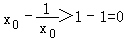 x₀ - 1/x₀ > 1 - 1=0